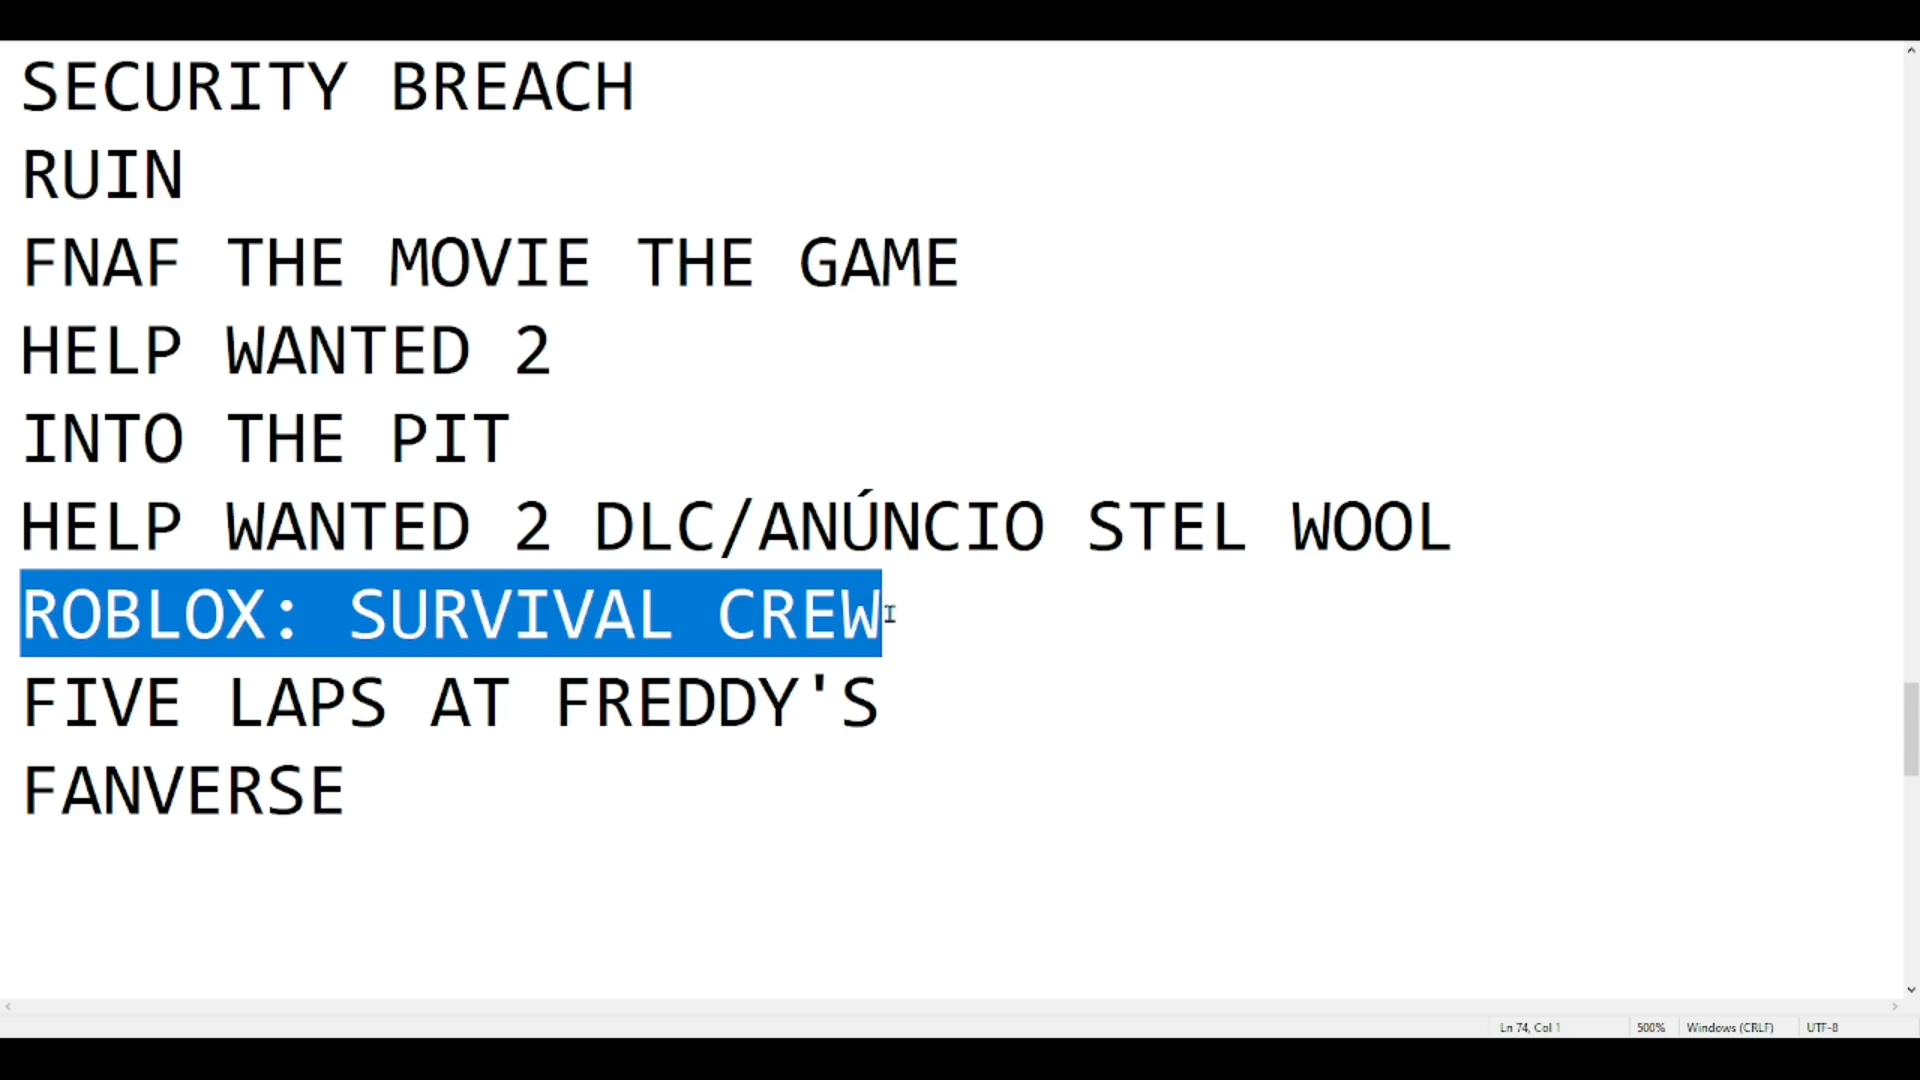 SECURITY BREACH
RUIN
FNAF THE MOVIE THE GAME
HELP WANTED 2
INTO THE PIT
HELP WANTED 2 DLC/ANÚNCIO STEL WOOL
ROBLOX: SURVIVAL CREW
FIVE LAPS AT FREDDY'S
FANVERSE
Ln 74, Col 1 500% Windows (CRLF) UTF-8